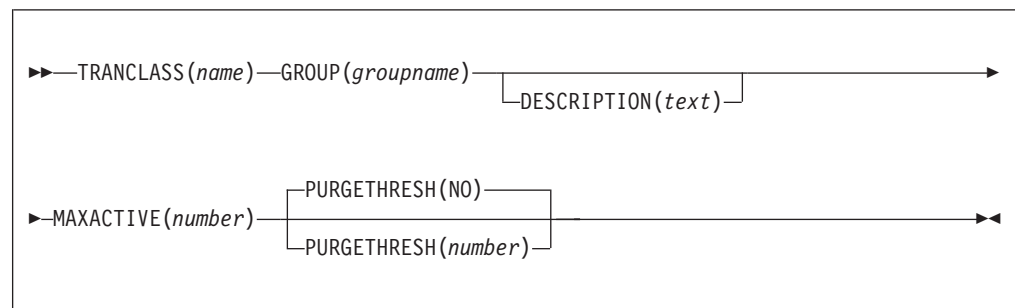 TRANCLASS(name) GROUP(groupname)
DESCRIPTION(text)
PURGETHRESH(NO)
MAXACTIVE(number)
PURGETHRESH(number)